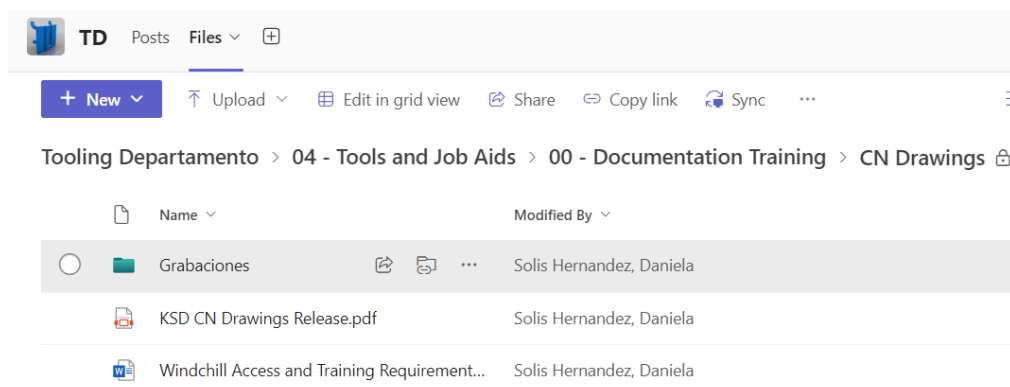 TD Posts Files
New Upload Edit in grid view Share Copy link Sync ...
Tooling Departamento > 04 - Tools and Job Aids > 00 - Documentation Training > CN Drawings
Name Modified By
Grabaciones ... Solis Hernandez, Daniela
KSD CN Drawings Release.pdf Solis Hernandez, Daniela
Windchill Access and Training Requirement... Solis Hernandez, Daniela